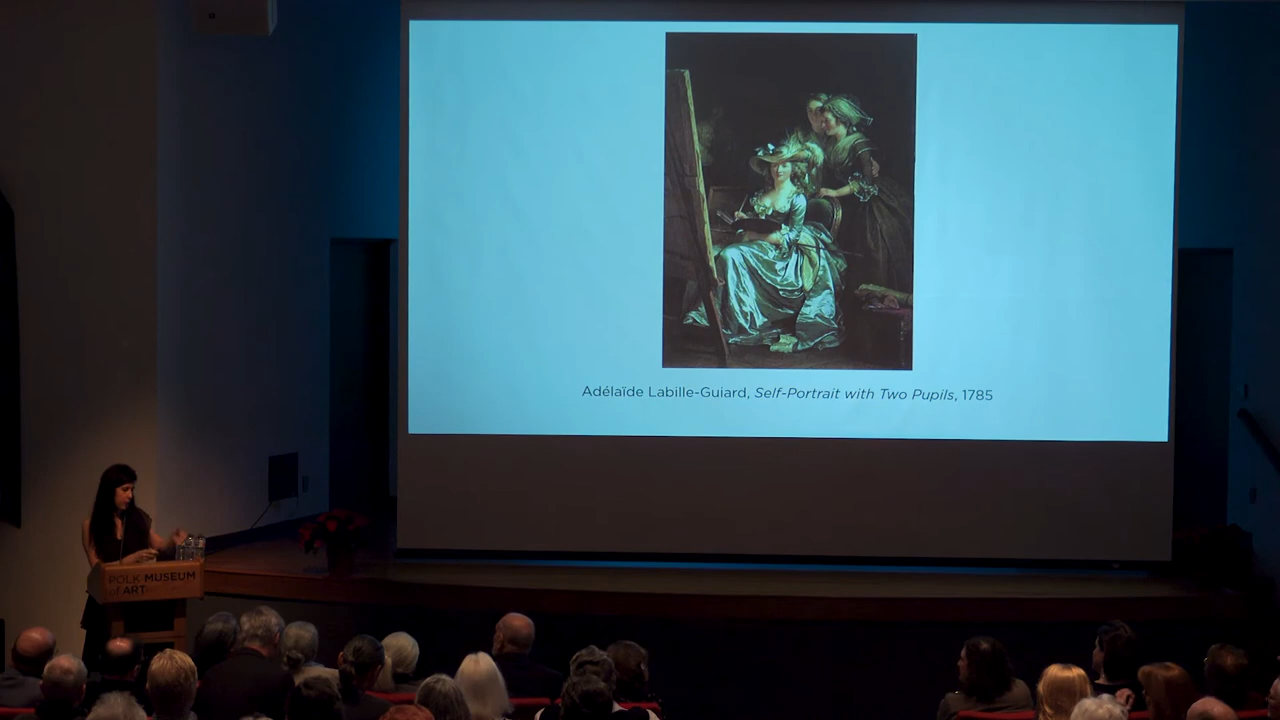 Adélaïde Labille-Guiard, Self-Portrait with Two Pupils, 1785
POLK MUSEUM
of ART